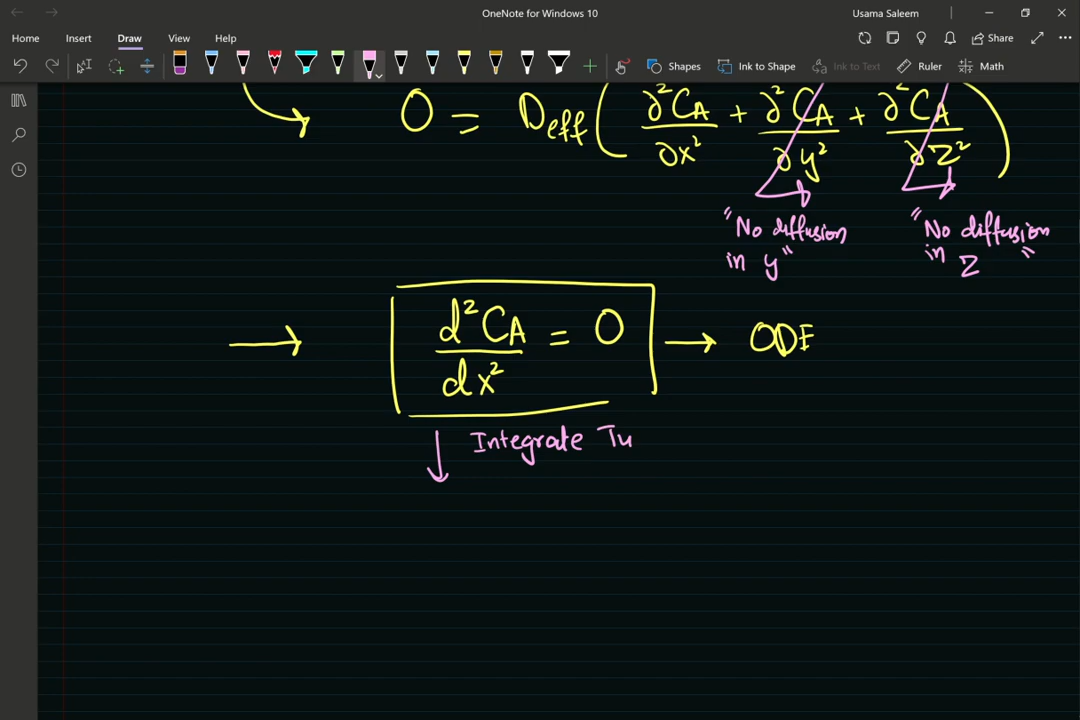 OneNote for Windows 10
Usama Saleem
Home Insert Draw View Help
Share
Shapes Ink to Shape Ink to Text Ruler Math
0 = Deff ( ∂²CA/∂x² + ∂²CA/∂y² + ∂²CA/∂z² )
"No diffusion in y"
"No diffusion in z"
→ d²CA/dx² = 0 → ODE
↓ Integrate Tu